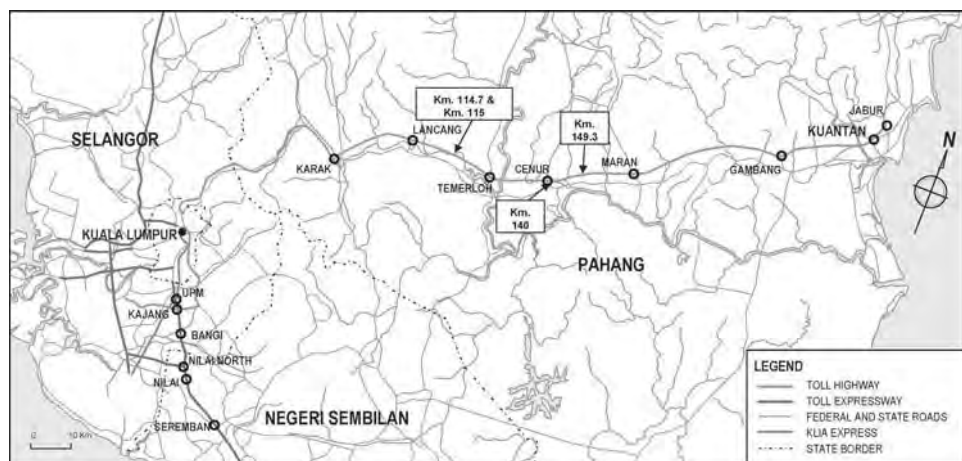 Km. 114.7 &
Km. 115
JABUR
SELANGOR
LANCANG
Km.
149.3
KUANTAN
N
KARAK
MARAN
CENUR
GAMBANG
TEMERLOH
Km.
140
KUALA LUMPUR
PAHANG
UPM
KAJANG
BANGI
NILAI NORTH
NILAI
LEGEND
TOLL HIGHWAY
TOLL EXPRESSWAY
FEDERAL AND STATE ROADS
KLIA EXPRESS
STATE BORDER
NEGERI SEMBILAN
SEREMBAN
0 10 Km